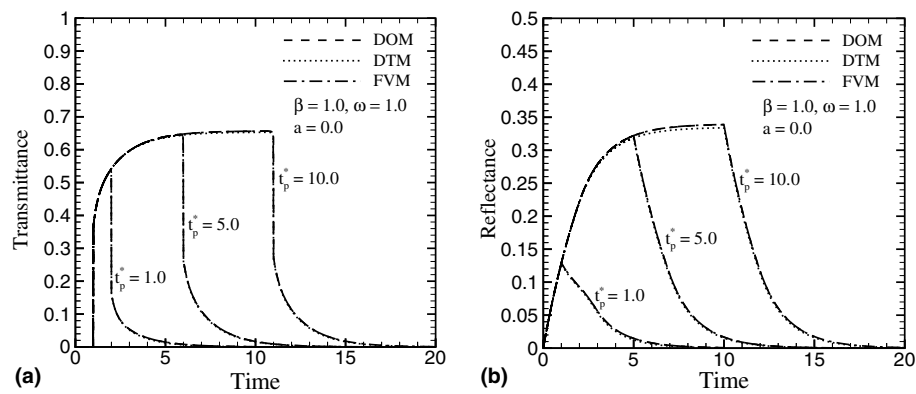 Transmittance
1
0.9
0.8
0.7
0.6
0.5
0.4
0.3
0.2
0.1
0
0 5 10 15 20
Time
DOM
DTM
FVM
β = 1.0, ω = 1.0
a = 0.0
t*p = 1.0
t*p = 5.0
t*p = 10.0
(a)
Reflectance
0.5
0.45
0.4
0.35
0.3
0.25
0.2
0.15
0.1
0.05
0
0 5 10 15 20
Time
DOM
DTM
FVM
β = 1.0, ω = 1.0
a = 0.0
t*p = 1.0
t*p = 5.0
t*p = 10.0
(b)